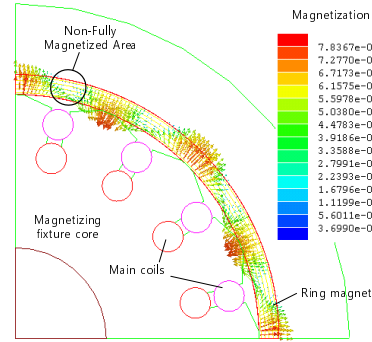 Non-Fully
Magnetized Area
Magnetization
7.8367e-0
7.2770e-0
6.7173e-0
6.1575e-0
5.5978e-0
5.0380e-0
4.4783e-0
3.9186e-0
3.3588e-0
2.7991e-0
2.2393e-0
1.6796e-0
1.1199e-0
5.6011e-0
3.6990e-0
Magnetizing
fixture core
Main coils
Ring magnet